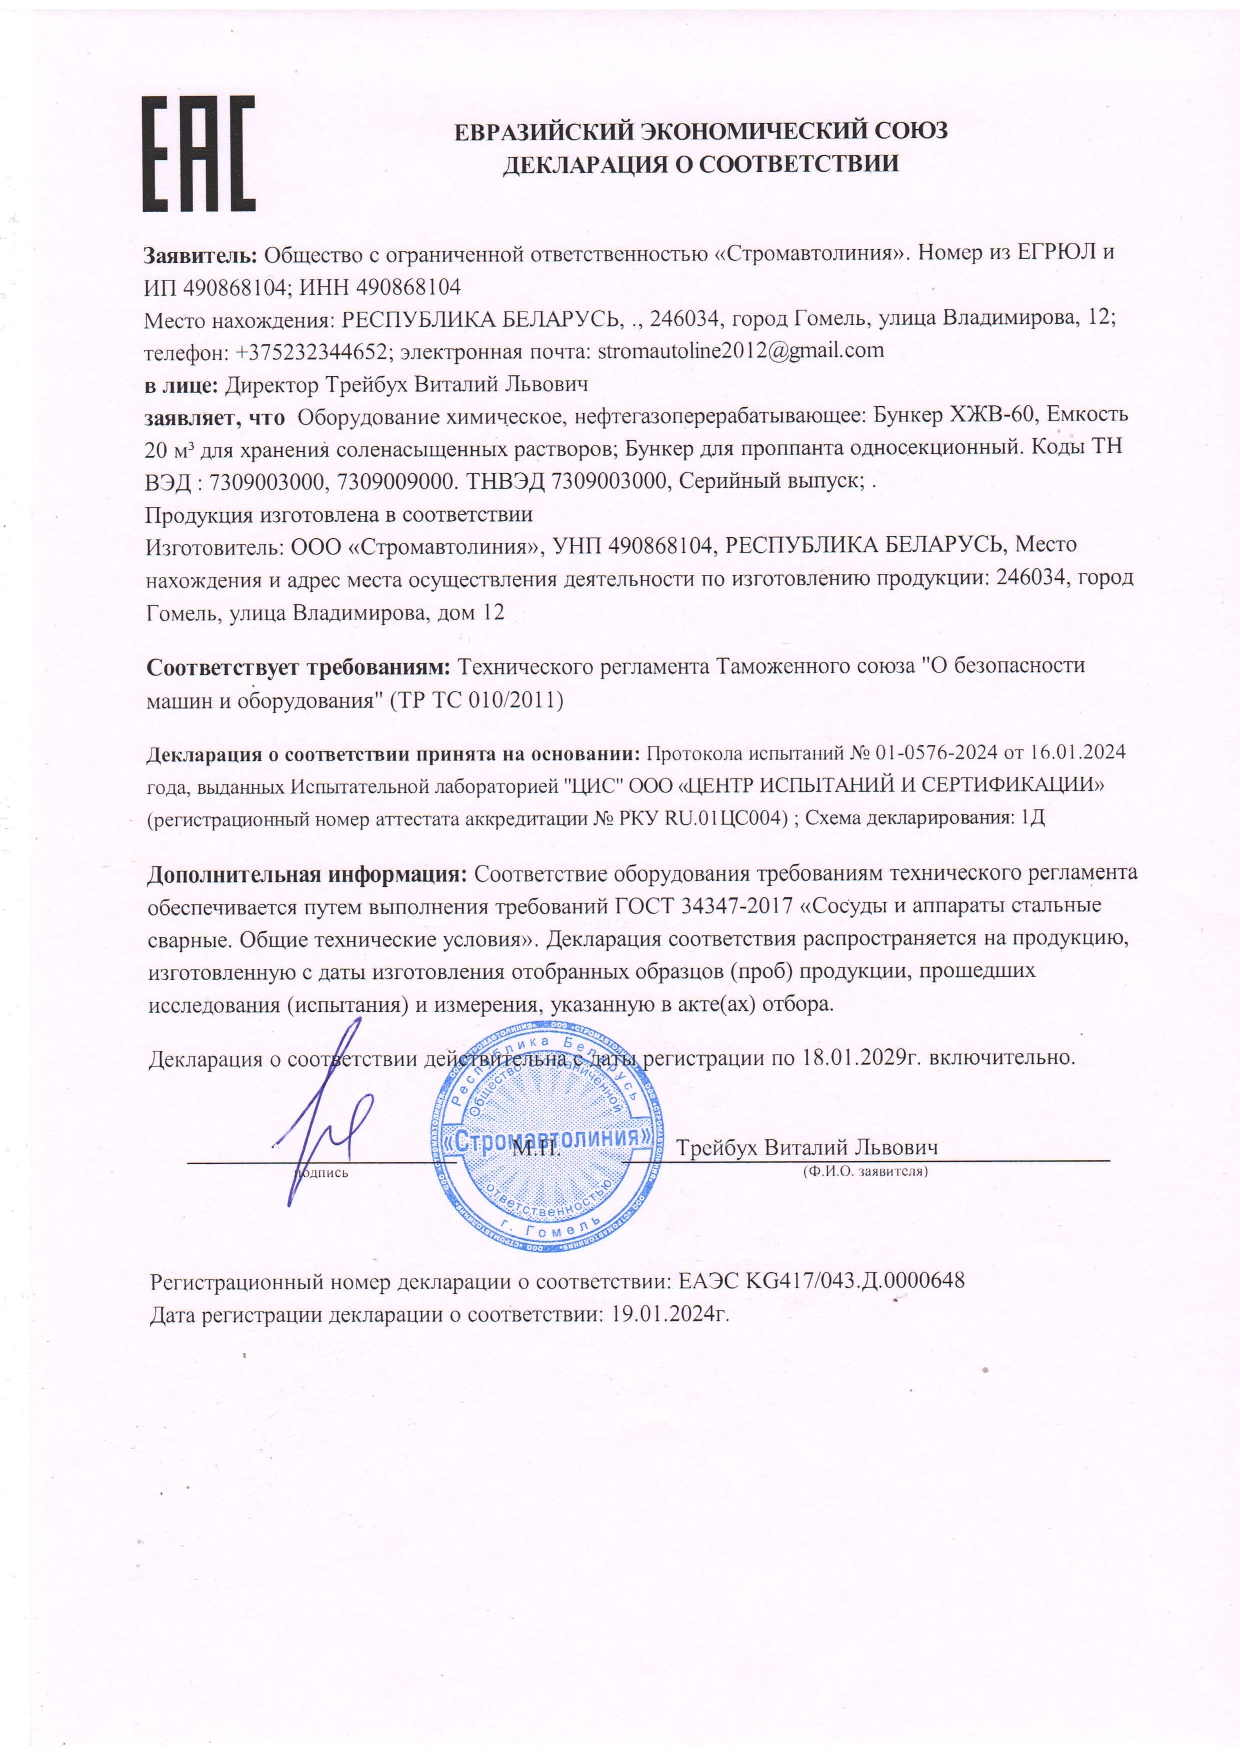 EAC
ЕВРАЗИЙСКИЙ ЭКОНОМИЧЕСКИЙ СОЮЗ
ДЕКЛАРАЦИЯ О СООТВЕТСТВИИ
Заявитель: Общество с ограниченной ответственностью «Стромавтолиния». Номер из ЕГРЮЛ и
ИП 490868104; ИНН 490868104
Место нахождения: РЕСПУБЛИКА БЕЛАРУСЬ, ., 246034, город Гомель, улица Владимирова, 12;
телефон: +375232344652; электронная почта: stromautoline2012@gmail.com
в лице: Директор Трейбух Виталий Львович
заявляет, что Оборудование химическое, нефтегазоперерабатывающее: Бункер ХЖВ-60, Емкость
20 м³ для хранения соленасыщенных растворов; Бункер для проппанта односекционный. Коды ТН
ВЭД : 7309003000, 7309009000. ТНВЭД 7309003000, Серийный выпуск; .
Продукция изготовлена в соответствии
Изготовитель: ООО «Стромавтолиния», УНП 490868104, РЕСПУБЛИКА БЕЛАРУСЬ, Место
нахождения и адрес места осуществления деятельности по изготовлению продукции: 246034, город
Гомель, улица Владимирова, дом 12
Соответствует требованиям: Технического регламента Таможенного союза "О безопасности
машин и оборудования" (ТР ТС 010/2011)
Декларация о соответствии принята на основании: Протокола испытаний № 01-0576-2024 от 16.01.2024
года, выданных Испытательной лабораторией "ЦИС" ООО «ЦЕНТР ИСПЫТАНИЙ И СЕРТИФИКАЦИИ»
(регистрационный номер аттестата аккредитации № РКУ RU.01ЦС004) ; Схема декларирования: 1Д
Дополнительная информация: Соответствие оборудования требованиям технического регламента
обеспечивается путем выполнения требований ГОСТ 34347-2017 «Сосуды и аппараты стальные
сварные. Общие технические условия». Декларация соответствия распространяется на продукцию,
изготовленную с даты изготовления отобранных образцов (проб) продукции, прошедших
исследования (испытания) и измерения, указанную в акте(ах) отбора.
Декларация о соответствии действительна с даты регистрации по 18.01.2029г. включительно.
Республика Беларусь
Общество с ограниченной
«Стромавтолиния»
ответственностью
г. Гомель
М.П.
Трейбух Виталий Львович
подпись
(Ф.И.О. заявителя)
Регистрационный номер декларации о соответствии: ЕАЭС KG417/043.Д.0000648
Дата регистрации декларации о соответствии: 19.01.2024г.